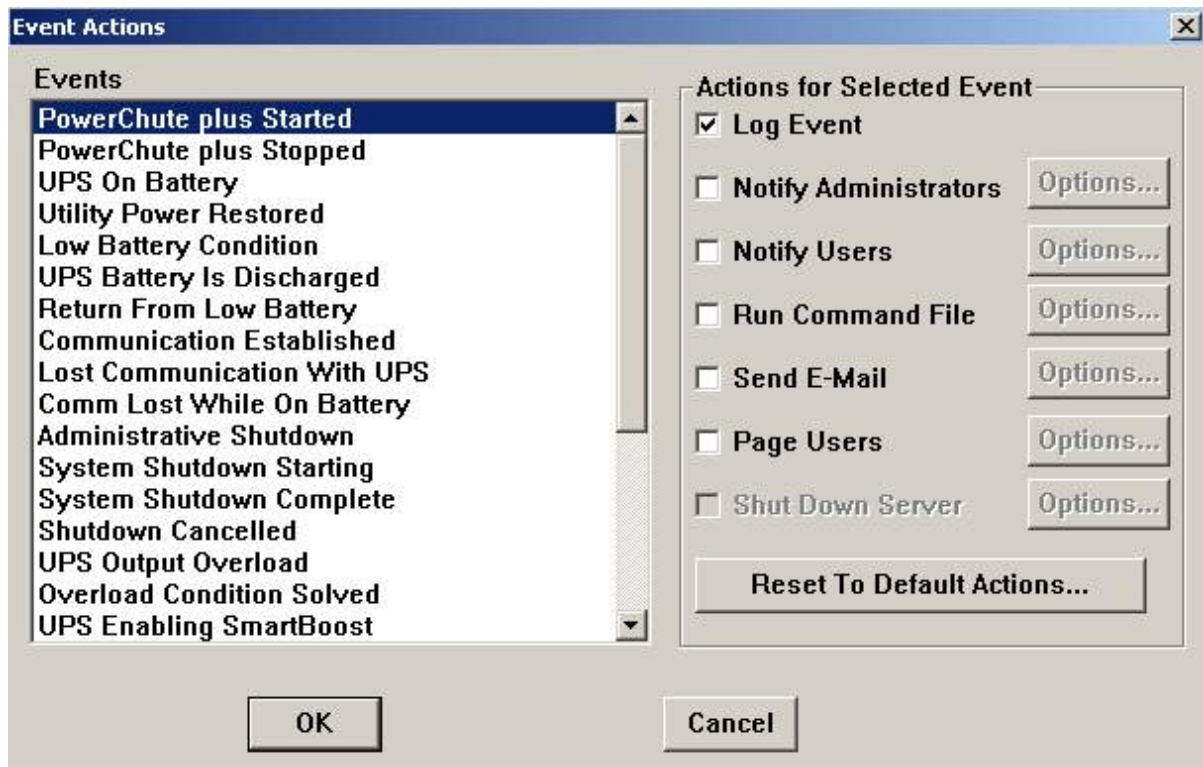 Event Actions
Events
PowerChute plus Started
PowerChute plus Stopped
UPS On Battery
Utility Power Restored
Low Battery Condition
UPS Battery Is Discharged
Return From Low Battery
Communication Established
Lost Communication With UPS
Comm Lost While On Battery
Administrative Shutdown
System Shutdown Starting
System Shutdown Complete
Shutdown Cancelled
UPS Output Overload
Overload Condition Solved
UPS Enabling SmartBoost
Actions for Selected Event
Log Event
Notify Administrators Options...
Notify Users Options...
Run Command File Options...
Send E-Mail Options...
Page Users Options...
Shut Down Server Options...
Reset To Default Actions...
OK Cancel